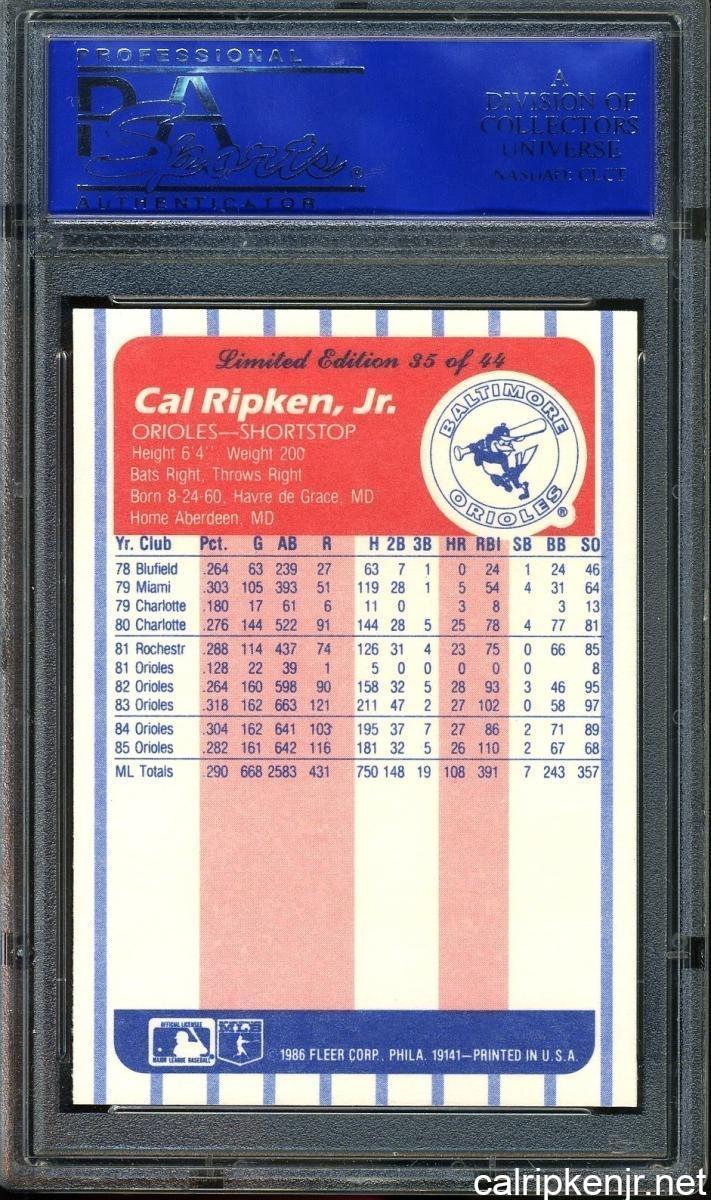 PROFESSIONAL
PSA
Sports®
AUTHENTICATOR
A
DIVISION OF
COLLECTORS
UNIVERSE
NASDAQ: CLCT
Limited Edition 35 of 44
Cal Ripken, Jr.
ORIOLES—SHORTSTOP
Height 6'4'', Weight 200
Bats Right, Throws Right
Born 8-24-60, Havre de Grace, MD
Home Aberdeen, MD
BALTIMORE
ORIOLES®
Yr. Club Pct. G AB R H 2B 3B HR RBI SB BB SO
78 Blufield .264 63 239 27 63 7 1 0 24 1 24 46
79 Miami .303 105 393 51 119 28 1 5 54 4 31 64
79 Charlotte .180 17 61 6 11 0 3 8 3 13
80 Charlotte .276 144 522 91 144 28 5 25 78 4 77 81
81 Rochestr .288 114 437 74 126 31 4 23 75 0 66 85
81 Orioles .128 22 39 1 5 0 0 0 0 0 8
82 Orioles .264 160 598 90 158 32 5 28 93 3 46 95
83 Orioles .318 162 663 121 211 47 2 27 102 0 58 97
84 Orioles .304 162 641 103 195 37 7 27 86 2 71 89
85 Orioles .282 161 642 116 181 32 5 26 110 2 67 68
ML Totals .290 668 2583 431 750 148 19 108 391 7 243 357
OFFICIAL LICENSEE
MAJOR LEAGUE BASEBALL
© 1986 FLEER CORP., PHILA. 19141—PRINTED IN U.S.A.
calripkenjr.net